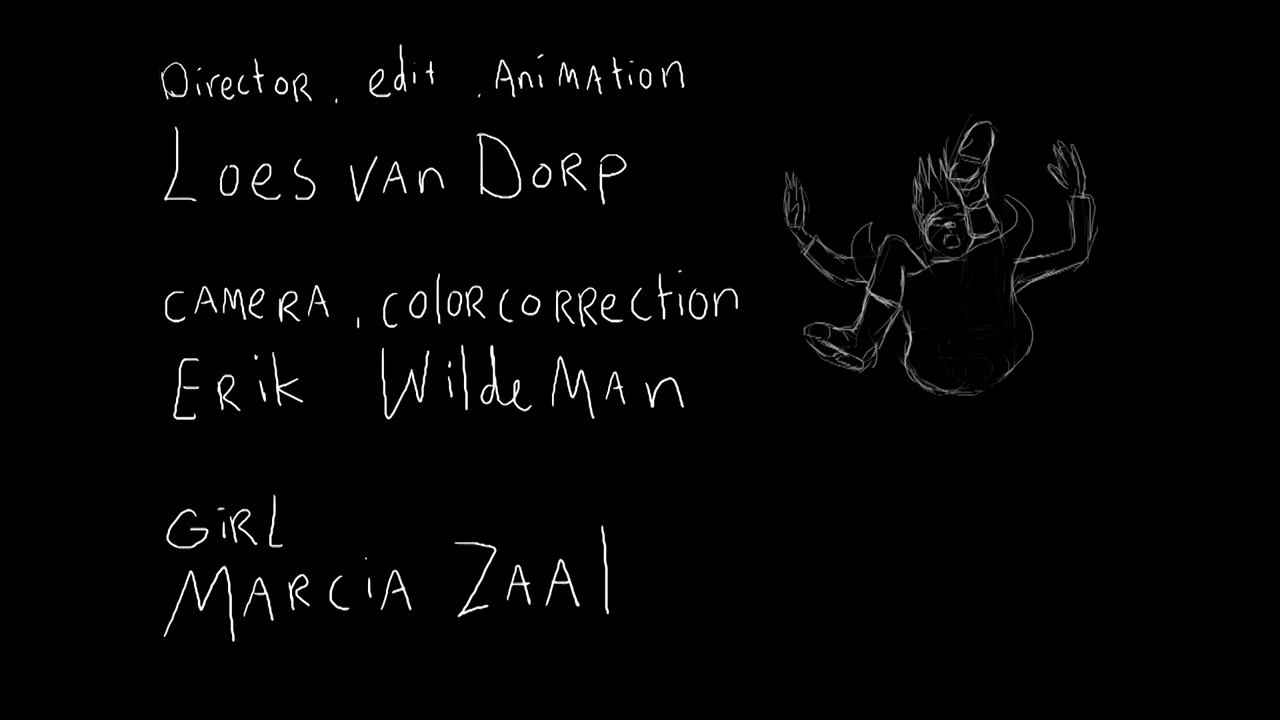 Director, edit, Animation
Loes van Dorp
CAMERA, colorcorrection
Erik Wildeman
Girl
Marcia Zaal